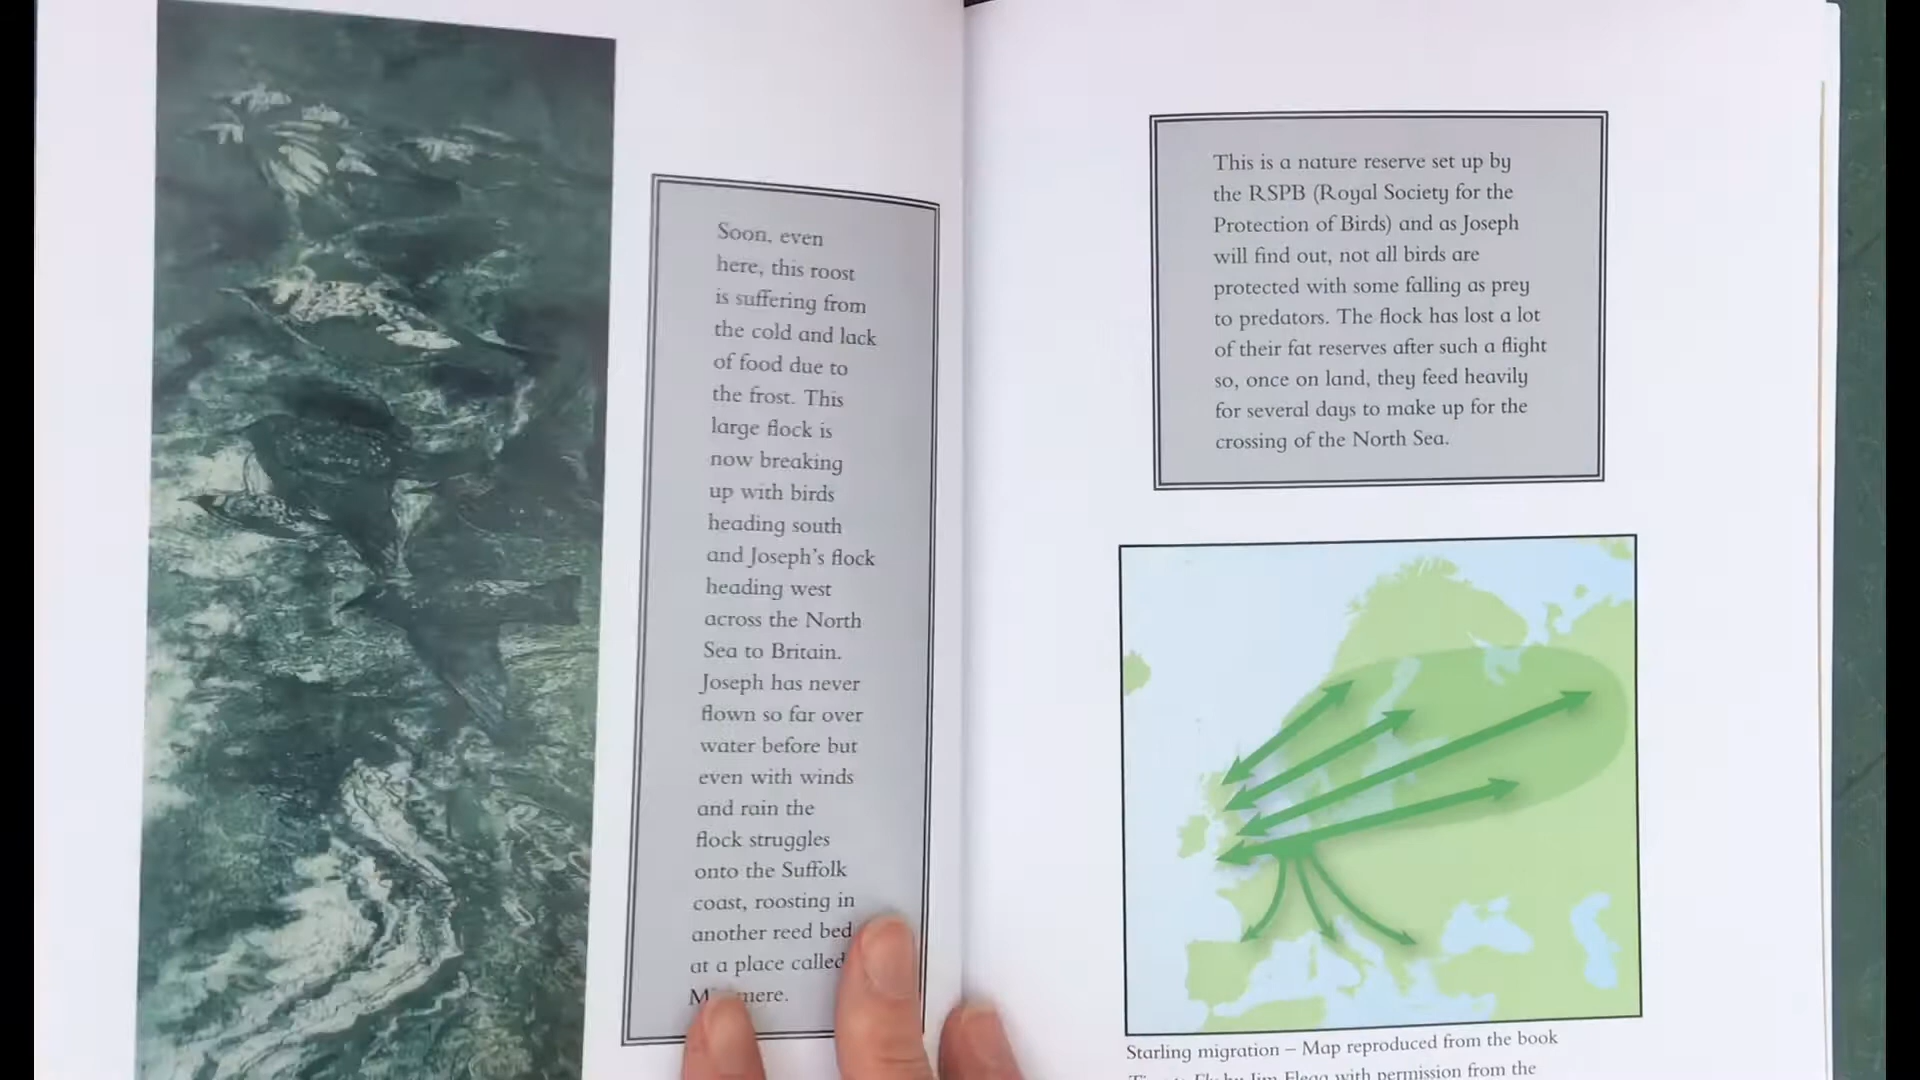 Soon, even
here, this roost
is suffering from
the cold and lack
of food due to
the frost. This
large flock is
now breaking
up with birds
heading south
and Joseph's flock
heading west
across the North
Sea to Britain.
Joseph has never
flown so far over
water before but
even with winds
and rain the
flock struggles
onto the Suffolk
coast, roosting in
another reed bed
at a place called
This is a nature reserve set up by
the RSPB (Royal Society for the
Protection of Birds) and as Joseph
will find out, not all birds are
protected with some falling as prey
to predators. The flock has lost a lot
of their fat reserves after such a flight
so, once on land, they feed heavily
for several days to make up for the
crossing of the North Sea.
Starling migration – Map reproduced from the book
by Jim Flegg with permission from the